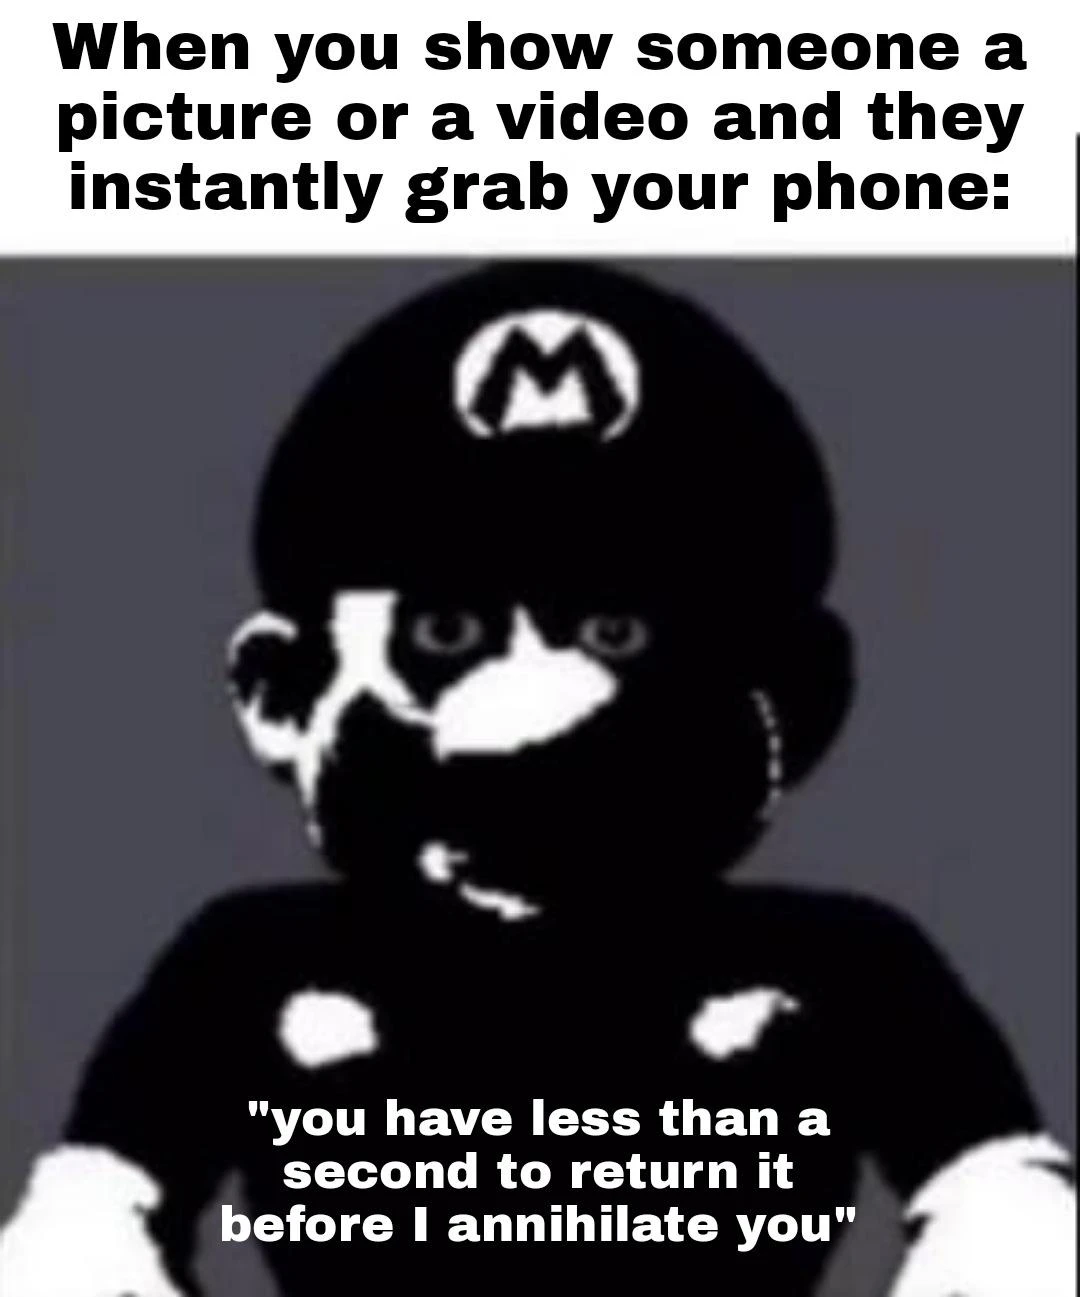 When you show someone a
picture or a video and they
instantly grab your phone:
M
"you have less than a
second to return it
before I annihilate you"